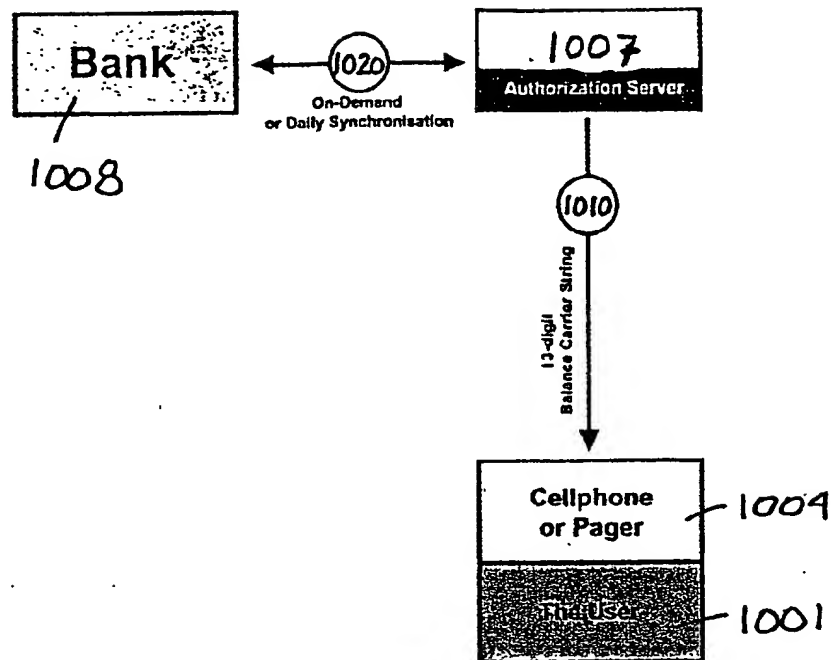 Bank
1020
1007
Authorization Server
On-Demand
or Daily Synchronisation
1008
1010
13-digit
Balance Carrier String
Cellphone
or Pager
1004
The User
1001